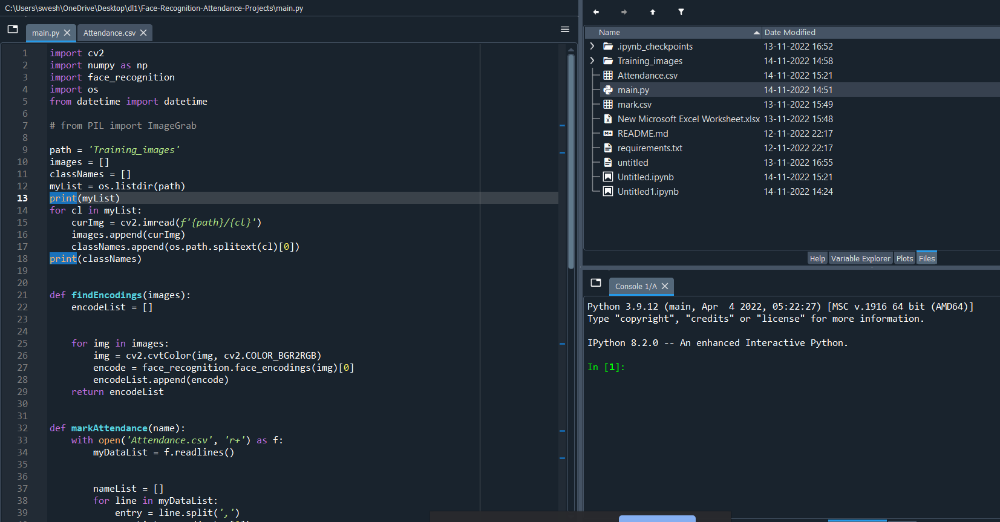 C:\Users\swesh\OneDrive\Desktop\dl1\Face-Recognition-Attendance-Projects\main.py
main.py
Attendance.csv
1 import cv2
2 import numpy as np
3 import face_recognition
4 import os
5 from datetime import datetime
6
7 # from PIL import ImageGrab
8
9 path = 'Training_images'
10 images = []
11 classNames = []
12 myList = os.listdir(path)
13 print(myList)
14 for cl in myList:
15 curImg = cv2.imread(f'{path}/{cl}')
16 images.append(curImg)
17 classNames.append(os.path.splitext(cl)[0])
18 print(classNames)
19
20
21 def findEncodings(images):
22 encodeList = []
23
24
25 for img in images:
26 img = cv2.cvtColor(img, cv2.COLOR_BGR2RGB)
27 encode = face_recognition.face_encodings(img)[0]
28 encodeList.append(encode)
29 return encodeList
30
31
32 def markAttendance(name):
33 with open('Attendance.csv', 'r+') as f:
34 myDataList = f.readlines()
35
36
37 nameList = []
38 for line in myDataList:
39 entry = line.split(',')
Name Date Modified
.ipynb_checkpoints 13-11-2022 16:52
Training_images 14-11-2022 14:58
Attendance.csv 14-11-2022 15:21
main.py 14-11-2022 14:51
mark.csv 13-11-2022 15:49
New Microsoft Excel Worksheet.xlsx 13-11-2022 15:48
README.md 12-11-2022 22:17
requirements.txt 12-11-2022 22:17
untitled 13-11-2022 16:55
Untitled.ipynb 14-11-2022 15:21
Untitled1.ipynb 14-11-2022 14:24
Help Variable Explorer Plots Files
Console 1/A
Python 3.9.12 (main, Apr  4 2022, 05:22:27) [MSC v.1916 64 bit (AMD64)]
Type "copyright", "credits" or "license" for more information.
IPython 8.2.0 -- An enhanced Interactive Python.
In [1]: